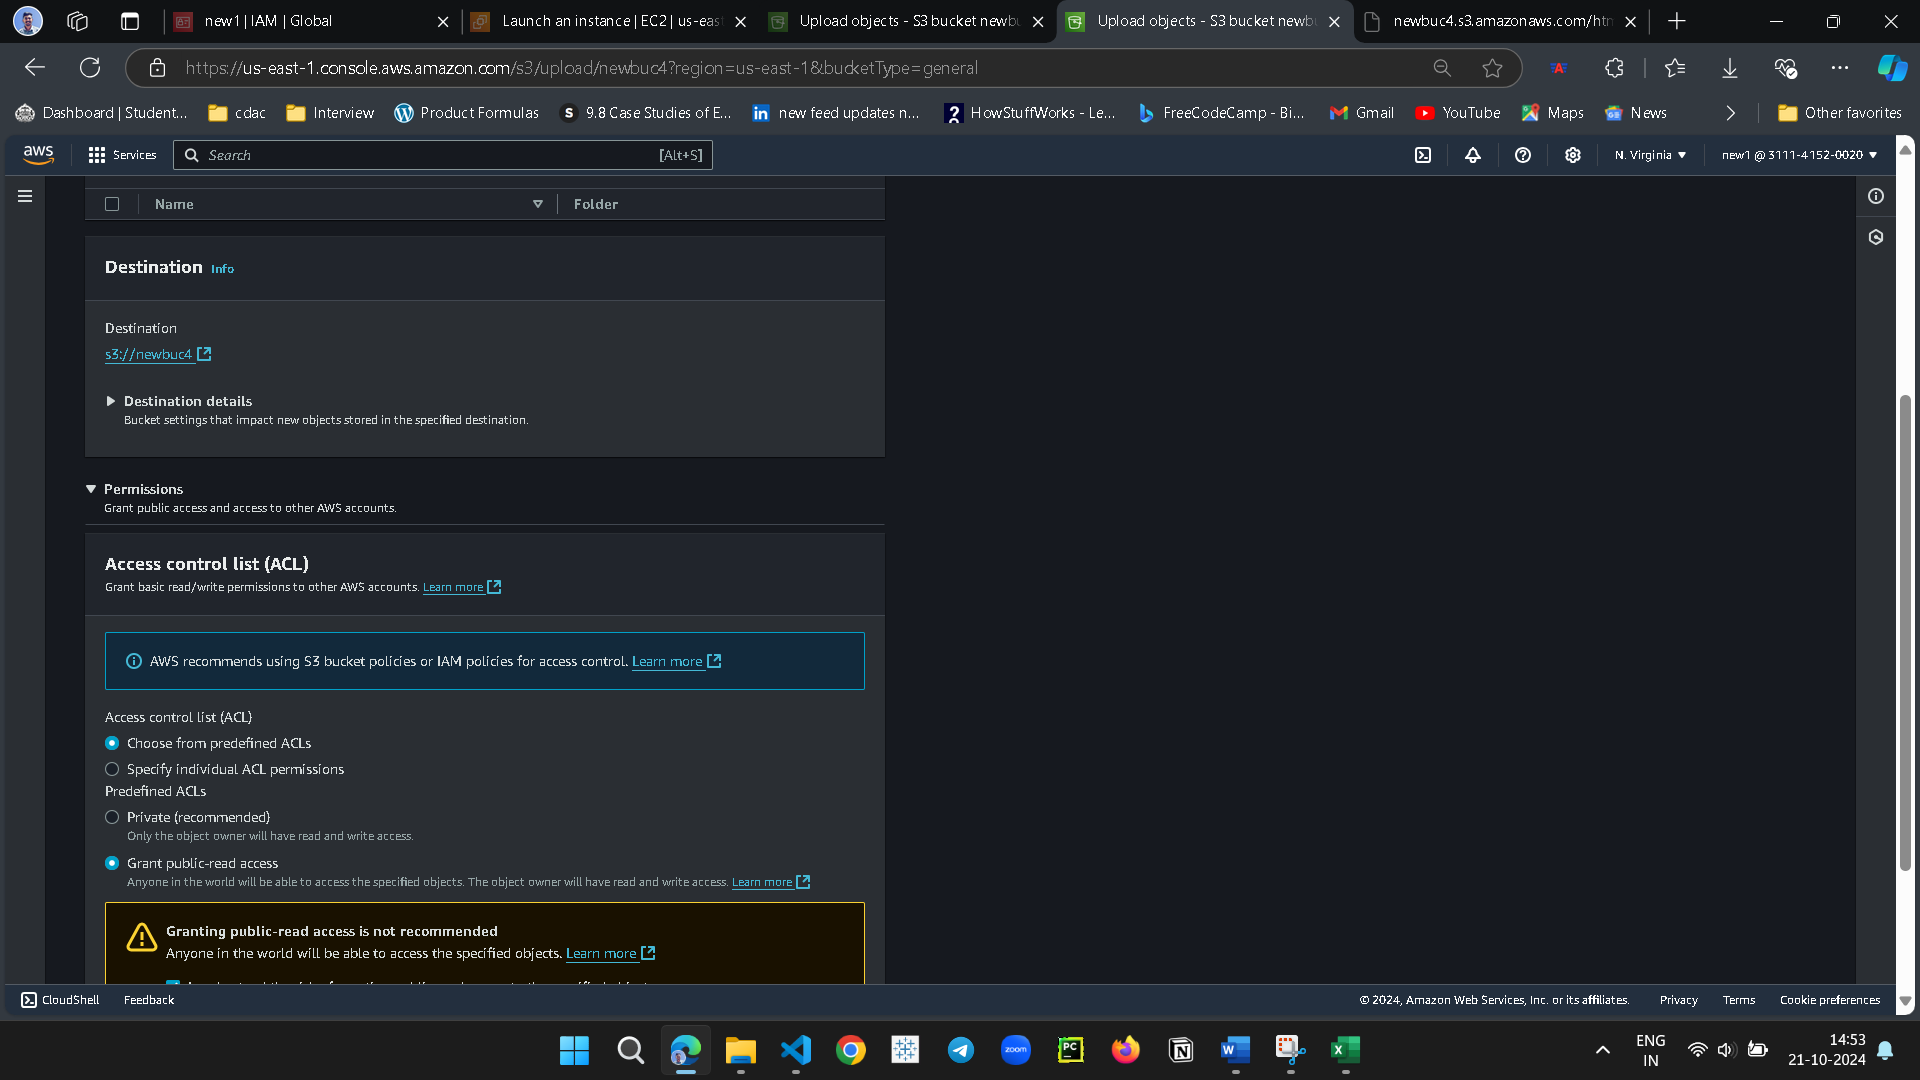 new1 | IAM | Global
Launch an instance | EC2 | us-east
Upload objects - S3 bucket newbu
Upload objects - S3 bucket newb
newbuc4.s3.amazonaws.com/htm
https://us-east-1.console.aws.amazon.com/s3/upload/newbuc4?region=us-east-1&bucketType=general
Dashboard | Student...
cdac
Interview
Product Formulas
9.8 Case Studies of E...
new feed updates n...
HowStuffWorks - Le...
FreeCodeCamp - Bi...
Gmail
YouTube
Maps
News
Other favorites
aws
Services
Search
[Alt+S]
N. Virginia
new1 @ 3111-4152-0020
Name
Folder
Destination Info
Destination
s3://newbuc4
Destination details
Bucket settings that impact new objects stored in the specified destination.
Permissions
Grant public access and access to other AWS accounts.
Access control list (ACL)
Grant basic read/write permissions to other AWS accounts. Learn more
AWS recommends using S3 bucket policies or IAM policies for access control. Learn more
Access control list (ACL)
Choose from predefined ACLs
Specify individual ACL permissions
Predefined ACLs
Private (recommended)
Only the object owner will have read and write access.
Grant public-read access
Anyone in the world will be able to access the specified objects. The object owner will have read and write access. Learn more
Granting public-read access is not recommended
Anyone in the world will be able to access the specified objects. Learn more
CloudShell
Feedback
© 2024, Amazon Web Services, Inc. or its affiliates.
Privacy
Terms
Cookie preferences
zoom
PC
ENG
IN
14:53
21-10-2024